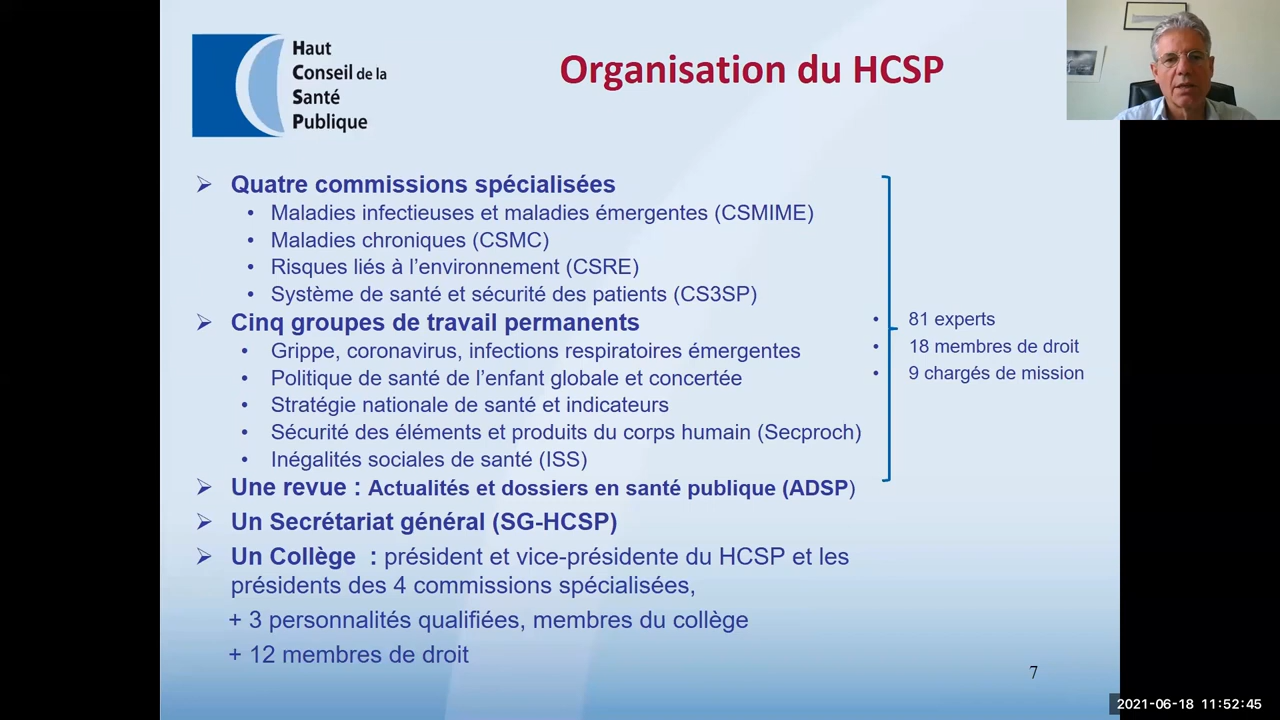 Haut
Conseil de la
Santé
Publique
Organisation du HCSP
➢ Quatre commissions spécialisées
• Maladies infectieuses et maladies émergentes (CSMIME)
• Maladies chroniques (CSMC)
• Risques liés à l’environnement (CSRE)
• Système de santé et sécurité des patients (CS3SP)
➢ Cinq groupes de travail permanents
• Grippe, coronavirus, infections respiratoires émergentes
• Politique de santé de l’enfant globale et concertée
• Stratégie nationale de santé et indicateurs
• Sécurité des éléments et produits du corps humain (Secproch)
• Inégalités sociales de santé (ISS)
➢ Une revue : Actualités et dossiers en santé publique (ADSP)
• 81 experts
• 18 membres de droit
• 9 chargés de mission
➢ Un Secrétariat général (SG-HCSP)
➢ Un Collège : président et vice-présidente du HCSP et les
présidents des 4 commissions spécialisées,
+ 3 personnalités qualifiées, membres du collège
+ 12 membres de droit
7
2021-06-18 11:52:45